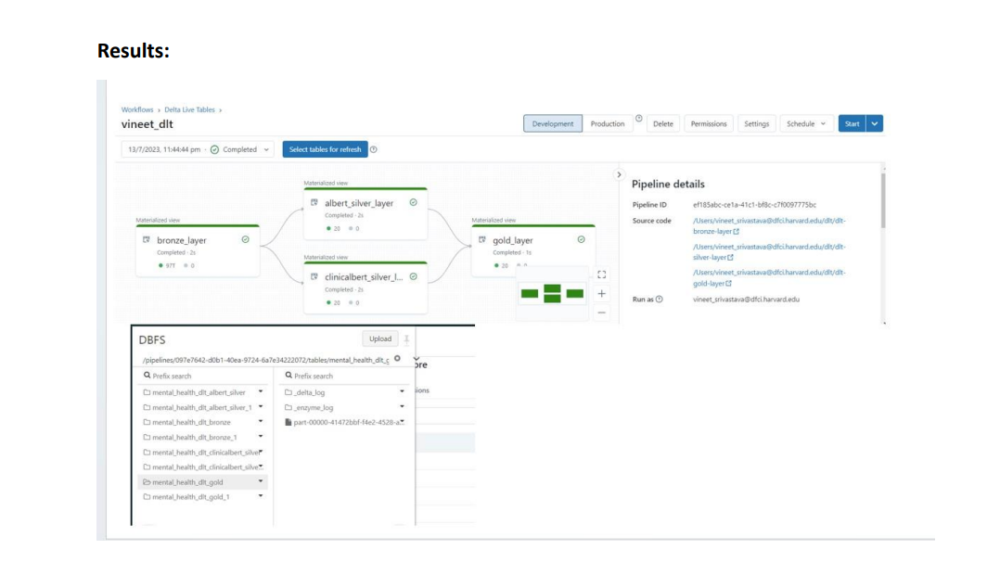 Results:
Workflows › Delta Live Tables ›
vineet_dlt
Development Production Delete Permissions Settings Schedule Start
13/7/2023, 11:44:44 pm · Completed
Select tables for refresh
Materialized view
bronze_layer
Completed · 2s
977 0
Materialized view
albert_silver_layer
Completed · 2s
20 0
Materialized view
clinicalbert_silver_l...
Completed · 2s
20 0
Materialized view
gold_layer
Completed · 1s
20 0
Pipeline details
Pipeline ID ef185abc-ce1a-41c1-bf8c-c7f0097775bc
Source code /Users/vineet_srivastava@dfci.harvard.edu/dlt/dlt-
bronze-layer
/Users/vineet_srivastava@dfci.harvard.edu/dlt/dlt-
silver-layer
/Users/vineet_srivastava@dfci.harvard.edu/dlt/dlt-
gold-layer
Run as vineet_srivastava@dfci.harvard.edu
DBFS
Upload
/pipelines/097e7642-d0b1-40ea-9724-6a7e34222072/tables/mental_health_dlt_g
Prefix search
mental_health_dlt_albert_silver
mental_health_dlt_albert_silver_1
mental_health_dlt_bronze
mental_health_dlt_bronze_1
mental_health_dlt_clinicalbert_silver
mental_health_dlt_clinicalbert_silve...
mental_health_dlt_gold
mental_health_dlt_gold_1
Prefix search
_delta_log
_enzyme_log
part-00000-41472bbf-f4e2-4528-a...
ore
ions